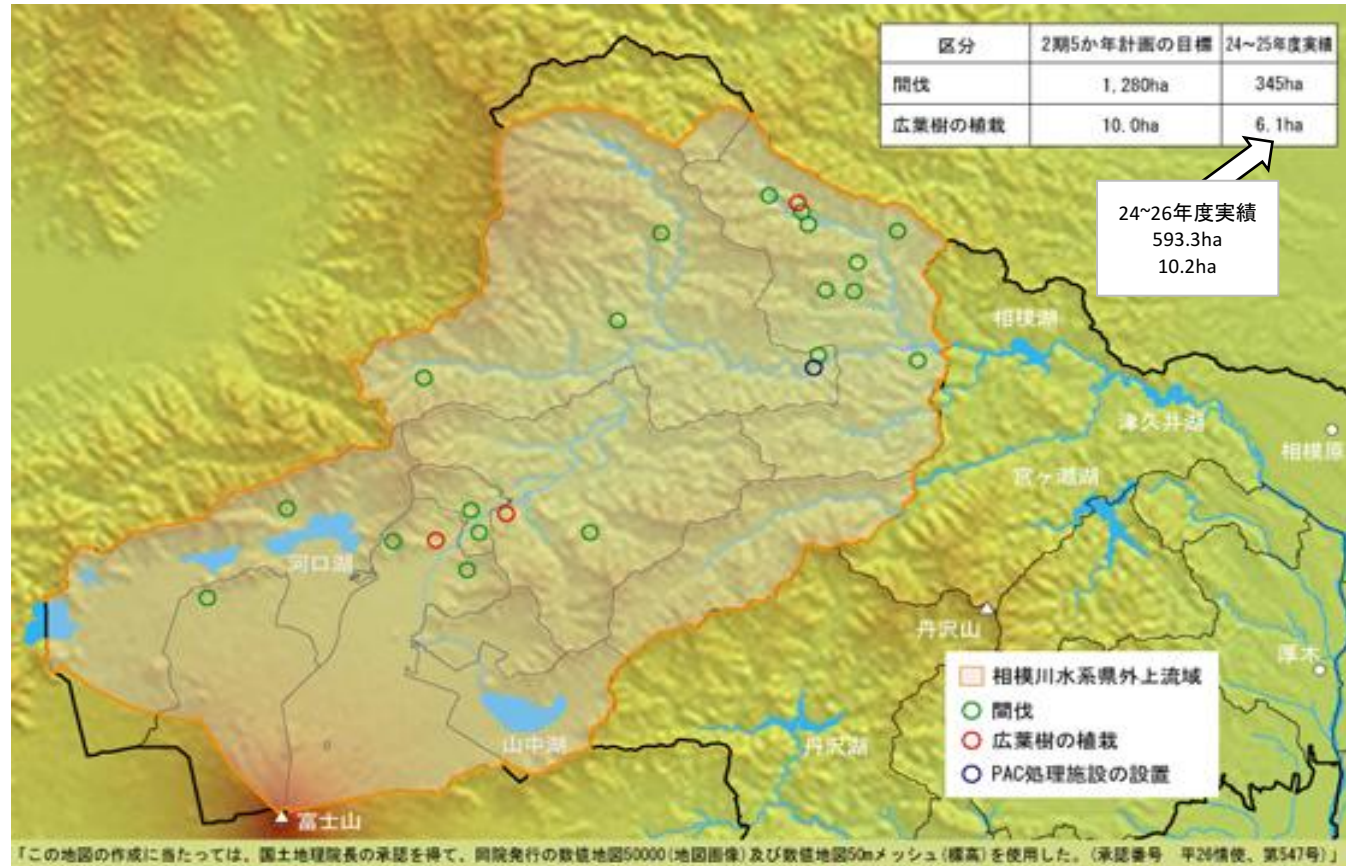 区分 2期5か年計画の目標 24~25年度実績
間伐 1,280ha 345ha
広葉樹の植栽 10.0ha 6.1ha
24~26年度実績
593.3ha
10.2ha
相模湖
津久井湖
相模原
宮ヶ瀬湖
河口湖
丹沢山
厚木
山中湖
丹沢湖
富士山
相模川水系県外上流域
間伐
広葉樹の植栽
PAC処理施設の設置
「この地図の作成に当たっては、国土地理院長の承認を得て、同院発行の数値地図50000(地図画像)及び数値地図50mメッシュ(標高)を使用した。(承認番号 平26情使、第547号)」